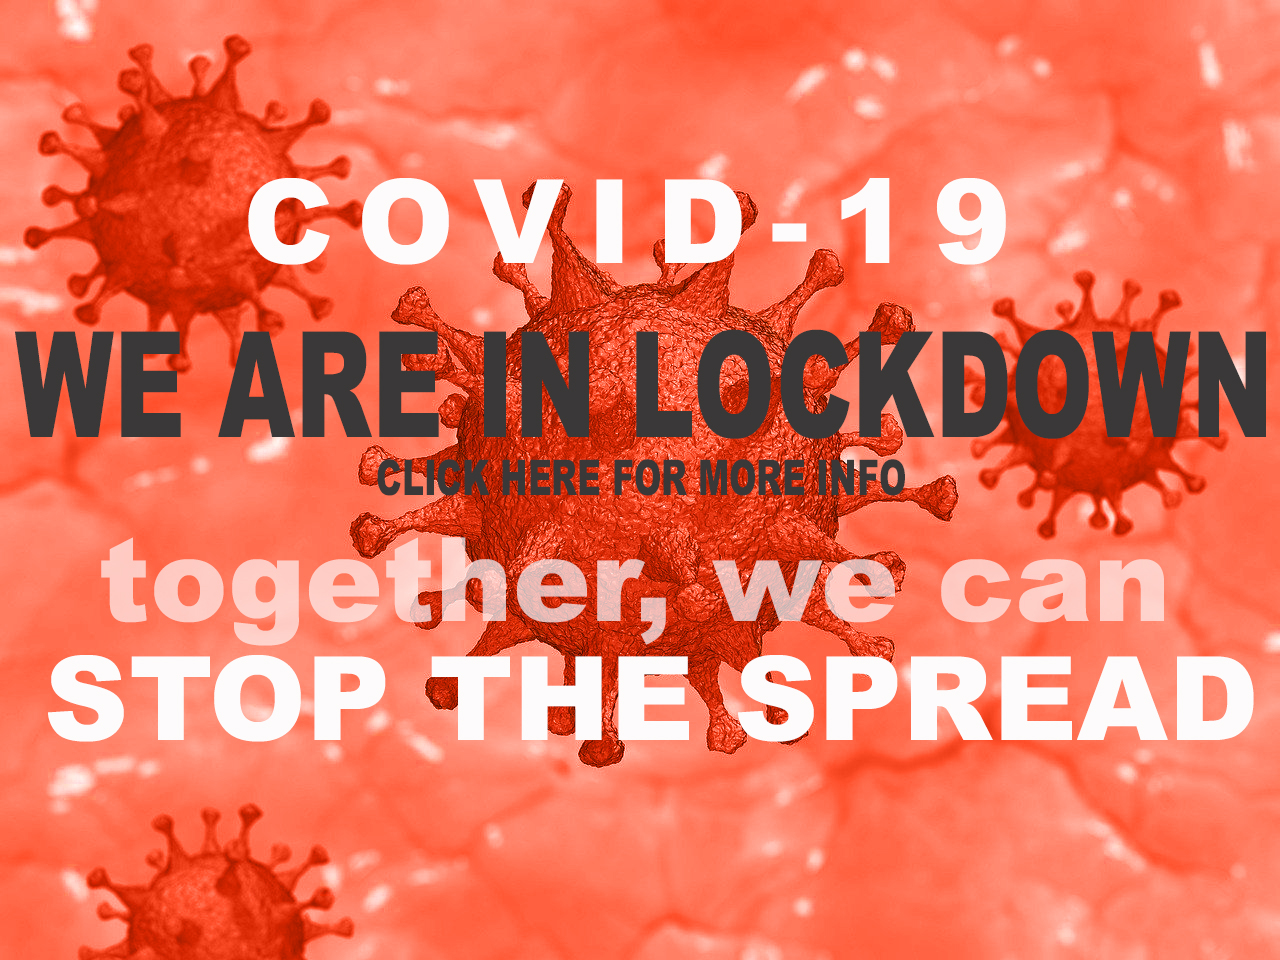 COVID-19
WE ARE IN LOCKDOWN
CLICK HERE FOR MORE INFO
together, we can
STOP THE SPREAD